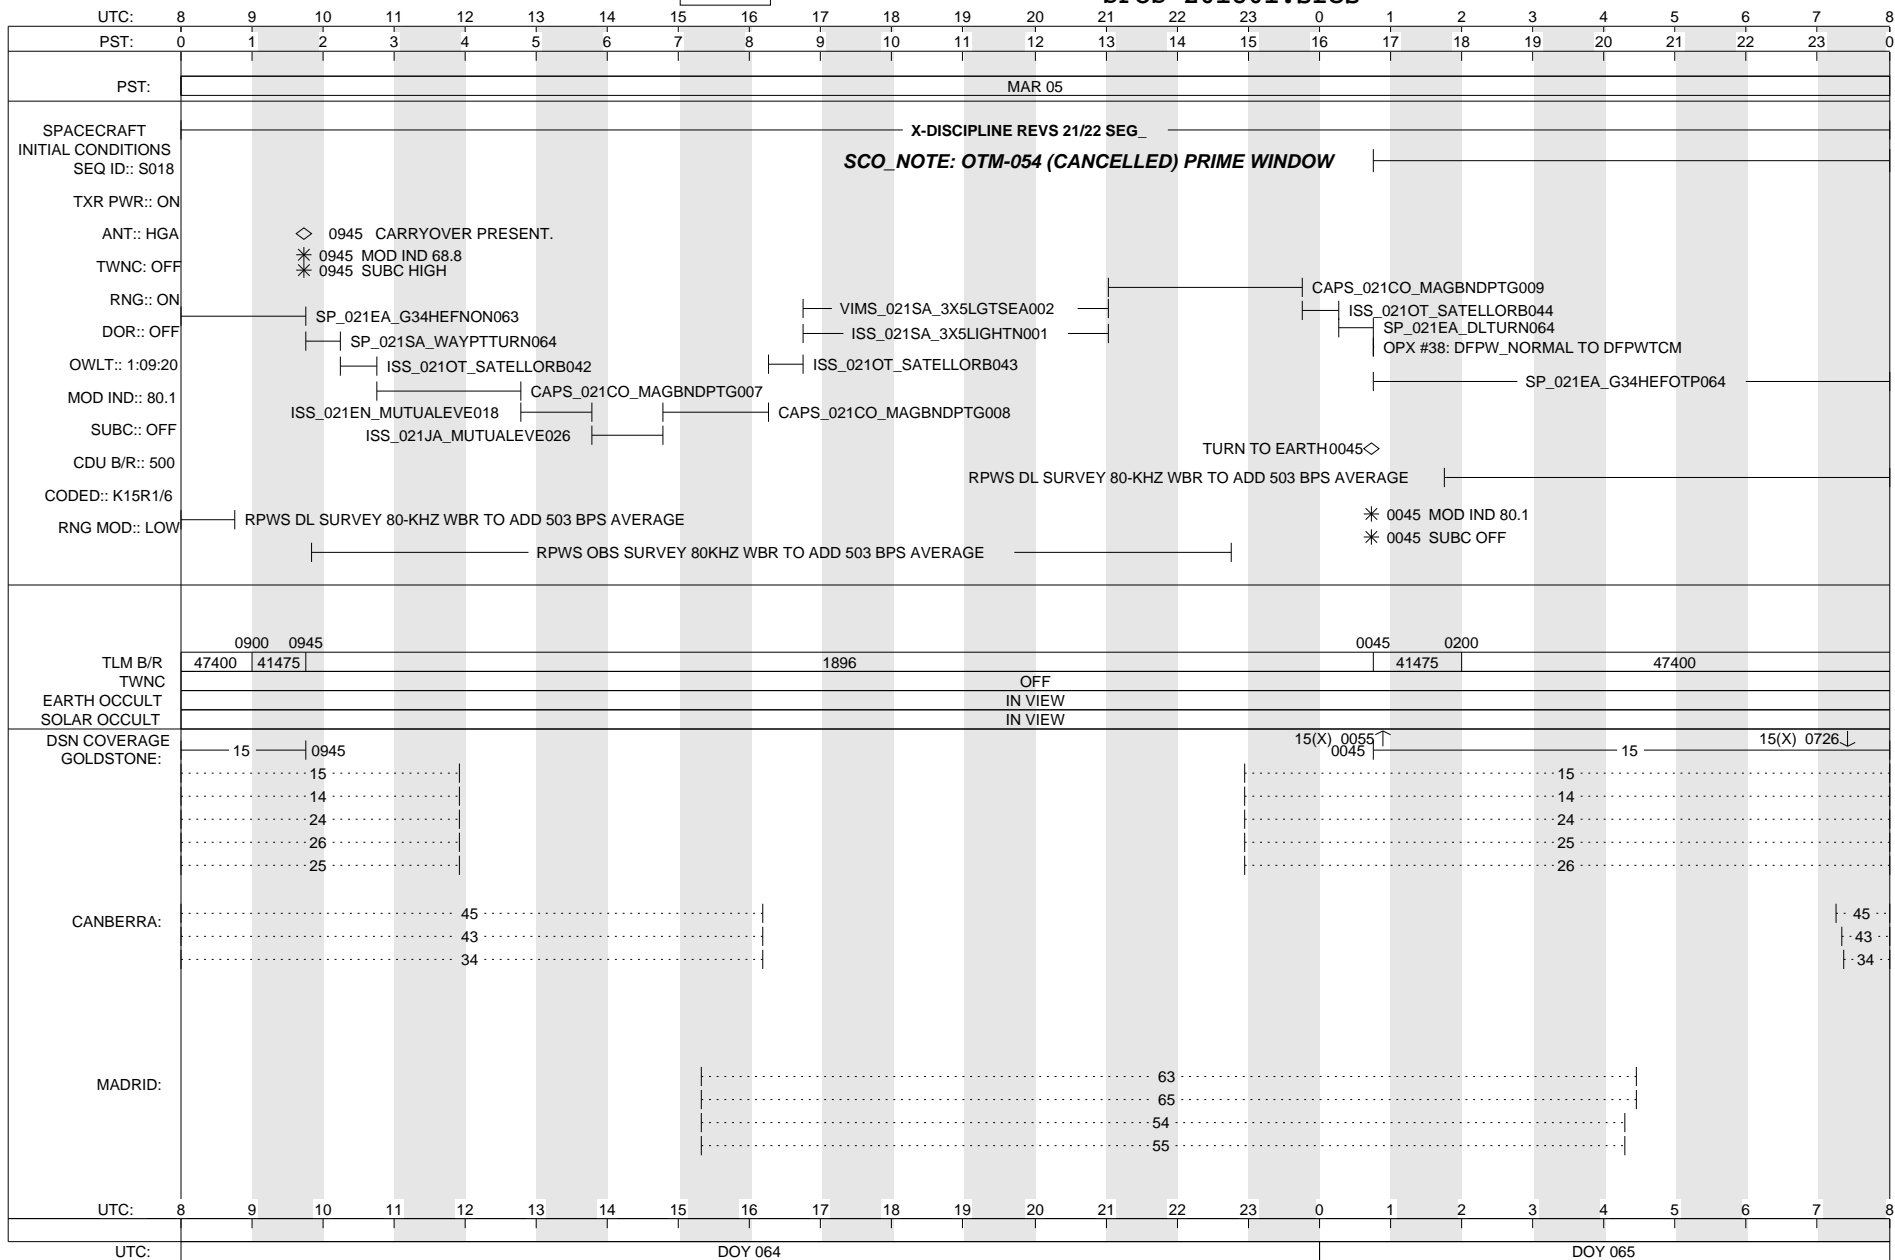 UTC: 8 9 10 11 12 13 14 15 16 17 18 19 20 21 22 23 0 1 2 3 4 5 6 7 8
PST: 0 1 2 3 4 5 6 7 8 9 10 11 12 13 14 15 16 17 18 19 20 21 22 23 0
PST: MAR 05
SPACECRAFT X-DISCIPLINE REVS 21/22 SEG_
INITIAL CONDITIONS
SEQ ID:: S018 SCO_NOTE: OTM-054 (CANCELLED) PRIME WINDOW
TXR PWR:: ON
ANT:: HGA 0945 CARRYOVER PRESENT.
0945 MOD IND 68.8
TWNC: OFF 0945 SUBC HIGH
CAPS_021CO_MAGBNDPTG009
RNG:: ON VIMS_021SA_3X5LGTSEA002 ISS_021OT_SATELLORB044
SP_021EA_G34HEFNON063
DOR:: OFF ISS_021SA_3X5LIGHTN001 SP_021EA_DLTURN064
SP_021SA_WAYPTTURN064 OPX #38: DFPW_NORMAL TO DFPWTCM
OWLT:: 1:09:20 ISS_021OT_SATELLORB042 ISS_021OT_SATELLORB043
SP_021EA_G34HEFOTP064
MOD IND:: 80.1 CAPS_021CO_MAGBNDPTG007
ISS_021EN_MUTUALEVE018 CAPS_021CO_MAGBNDPTG008
SUBC:: OFF ISS_021JA_MUTUALEVE026
TURN TO EARTH 0045
CDU B/R:: 500
RPWS DL SURVEY 80-KHZ WBR TO ADD 503 BPS AVERAGE
CODED:: K15R1/6
0045 MOD IND 80.1
RNG MOD:: LOW RPWS DL SURVEY 80-KHZ WBR TO ADD 503 BPS AVERAGE
0045 SUBC OFF
RPWS OBS SURVEY 80KHZ WBR TO ADD 503 BPS AVERAGE
0900 0945 0045 0200
TLM B/R 47400 41475 1896 41475 47400
TWNC OFF
EARTH OCCULT IN VIEW
SOLAR OCCULT IN VIEW
DSN COVERAGE 15(X) 0055 15(X) 0726
GOLDSTONE: 15 0945 0045 15
15 15
14 14
24 24
26 25
25 26
CANBERRA: 45 45
43 43
34 34
MADRID: 63
65
54
55
UTC: 8 9 10 11 12 13 14 15 16 17 18 19 20 21 22 23 0 1 2 3 4 5 6 7 8
UTC: DOY 064 DOY 065